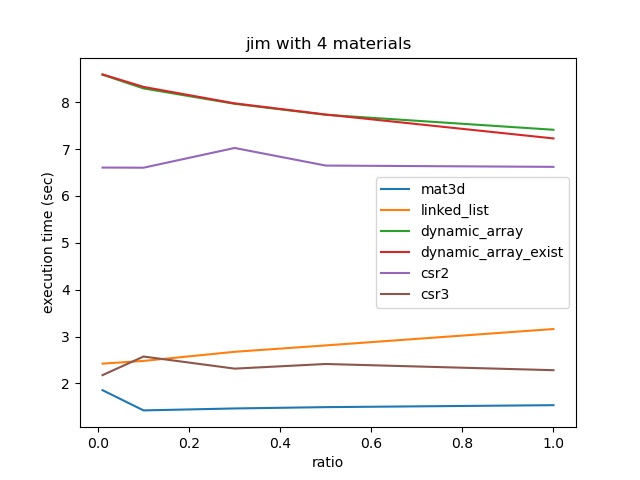 jim with 4 materials
execution time (sec)
8
7
6
5
4
3
2
mat3d
linked_list
dynamic_array
dynamic_array_exist
csr2
csr3
0.0 0.2 0.4 0.6 0.8 1.0
ratio